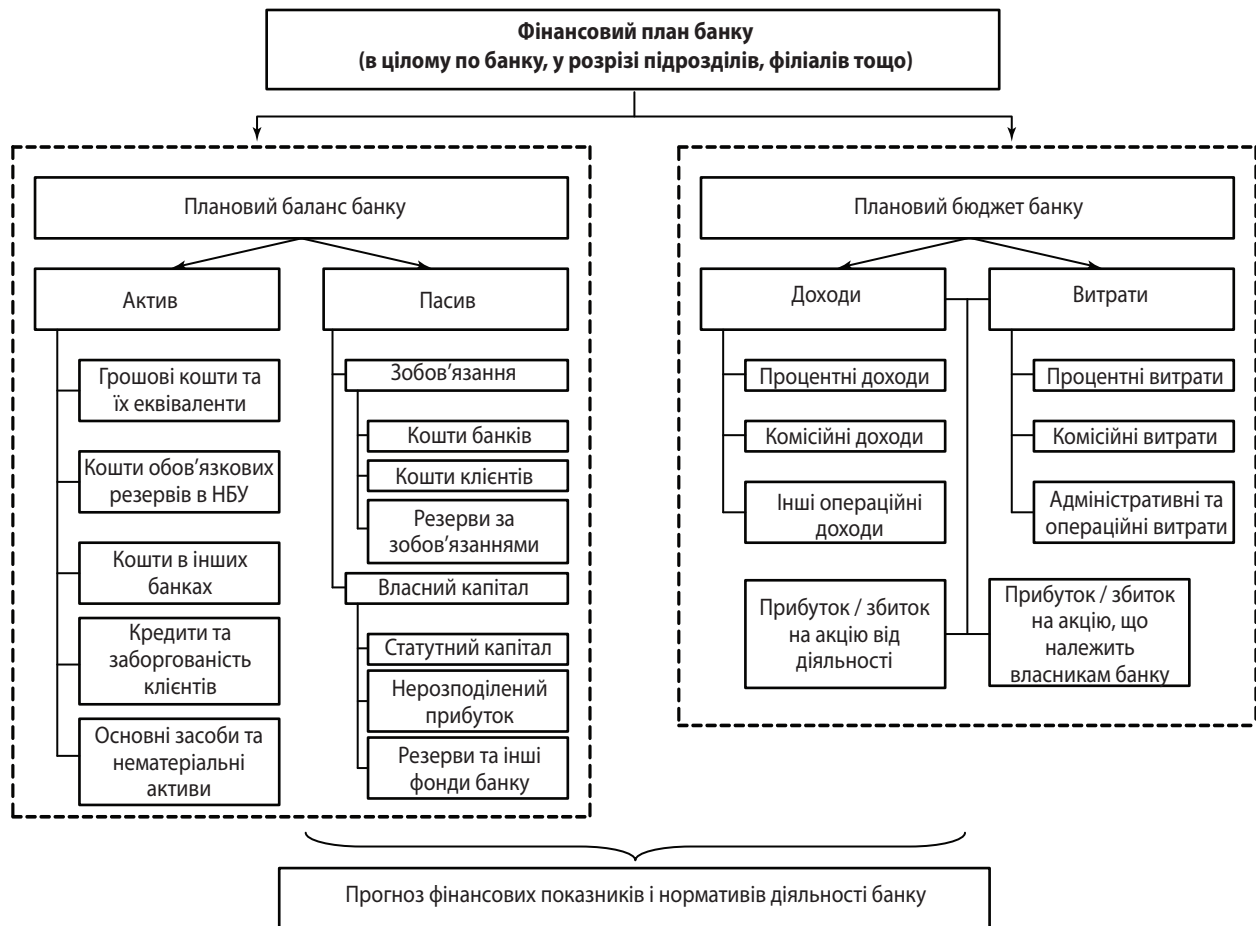 Фінансовий план банку
(в цілому по банку, у розрізі підрозділів, філіалів тощо)
Плановий баланс банку
Актив
Грошові кошти та
їх еквіваленти
Кошти обов’язкових
резервів в НБУ
Кошти в інших
банках
Кредити та
заборгованість
клієнтів
Основні засоби та
нематеріальні
активи
Пасив
Зобов’язання
Кошти банків
Кошти клієнтів
Резерви за
зобов’язаннями
Власний капітал
Статутний капітал
Нерозподілений
прибуток
Резерви та інші
фонди банку
Плановий бюджет банку
Доходи
Процентні доходи
Комісійні доходи
Інші операційні
доходи
Прибуток / збиток
на акцію від
діяльності
Витрати
Процентні витрати
Комісійні витрати
Адміністративні та
операційні витрати
Прибуток / збиток
на акцію, що
належить
власникам банку
Прогноз фінансових показників і нормативів діяльності банку